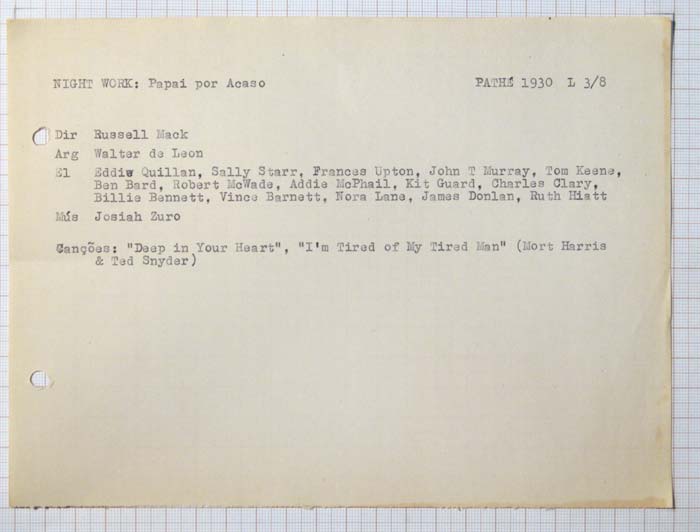 NIGHT WORK: Papai por Acaso PATHÉ 1930 L 3/8
Dir Russell Mack
Arg Walter de Leon
El Eddie Quillan, Sally Starr, Frances Upton, John T Murray, Tom Keene,
Ben Bard, Robert McWade, Addie McPhail, Kit Guard, Charles Clary,
Billie Bennett, Vince Barnett, Nora Lane, James Donlan, Ruth Hiatt
Mús Josiah Zuro
Canções: "Deep in Your Heart", "I'm Tired of My Tired Man" (Mort Harris
& Ted Snyder)